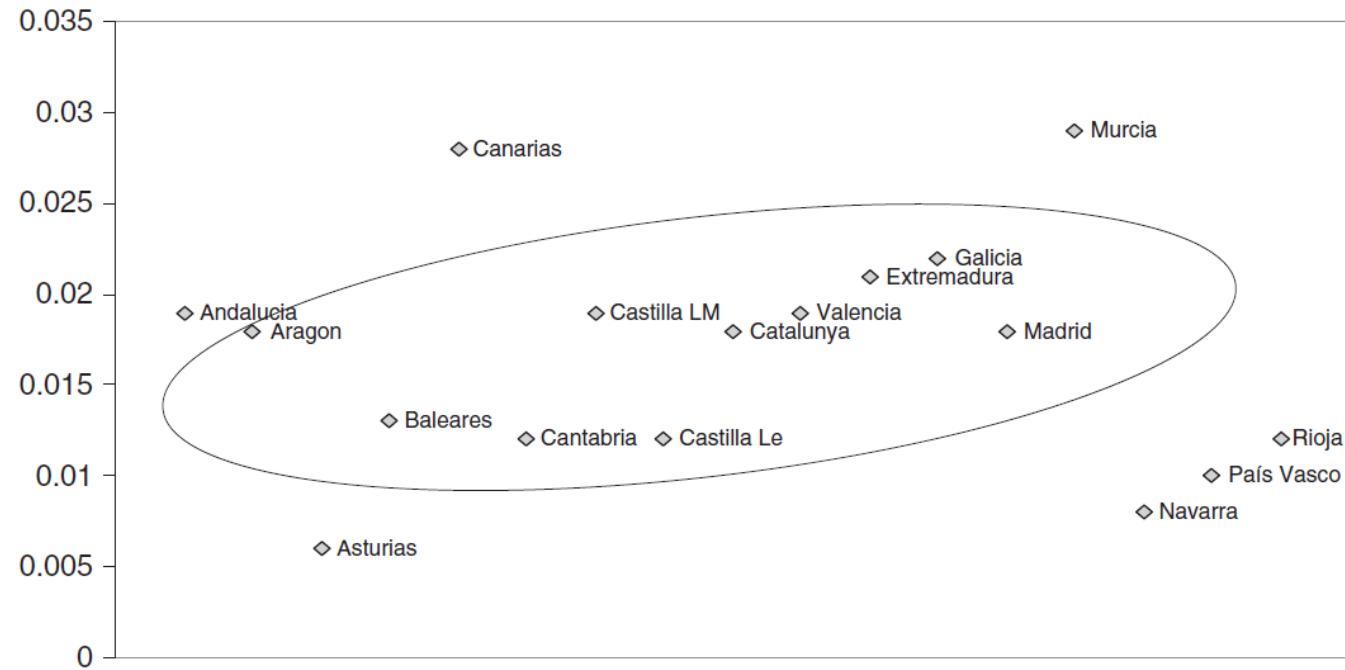 0.035
0.03
0.025
0.02
0.015
0.01
0.005
0
Murcia
Canarias
Galicia
Extremadura
Andalucia
Castilla LM
Valencia
Aragon
Catalunya
Madrid
Baleares
Cantabria
Castilla Le
Rioja
País Vasco
Navarra
Asturias